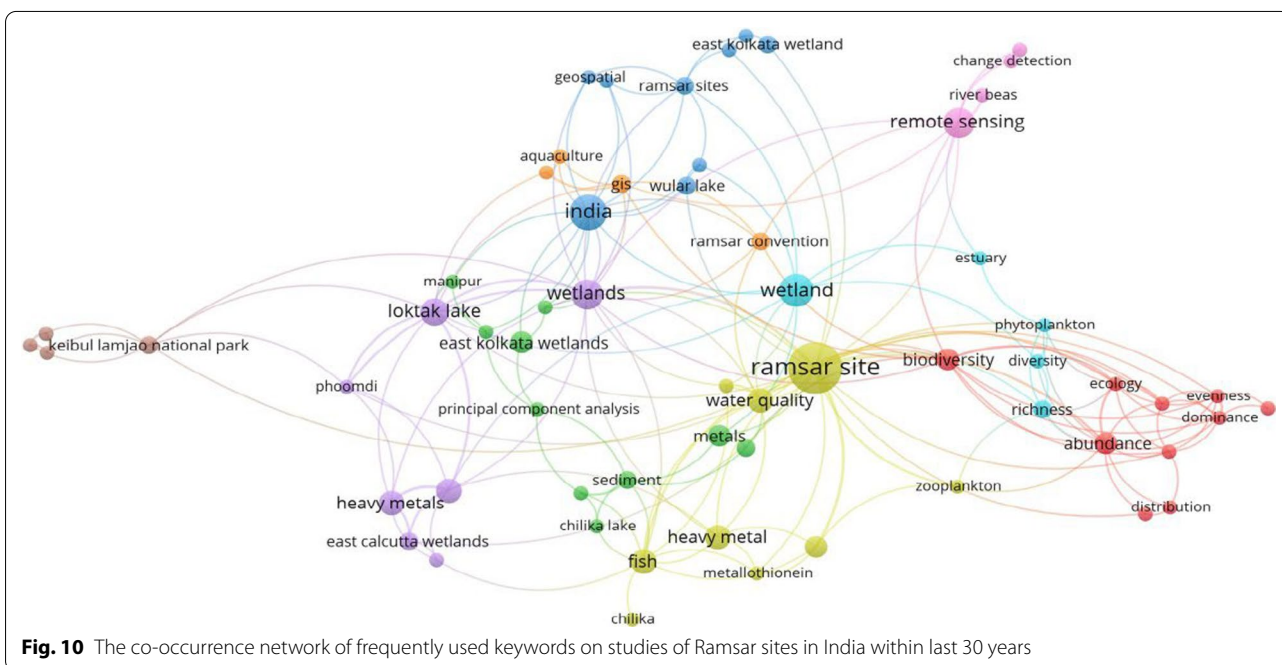 east kolkata wetland
change detection
geospatial
ramsar sites
river beas
remote sensing
aquaculture
gis
wular lake
india
ramsar convention
estuary
manipur
wetlands
wetland
loktak lake
phytoplankton
keibul lamjao national park
east kolkata wetlands
ramsar site
biodiversity
diversity
phoomdi
ecology
water quality
evenness
principal component analysis
richness
dominance
metals
abundance
sediment
zooplankton
heavy metals
distribution
chilika lake
heavy metal
east calcutta wetlands
fish
metallothionein
chilika
Fig. 10 The co-occurrence network of frequently used keywords on studies of Ramsar sites in India within last 30 years